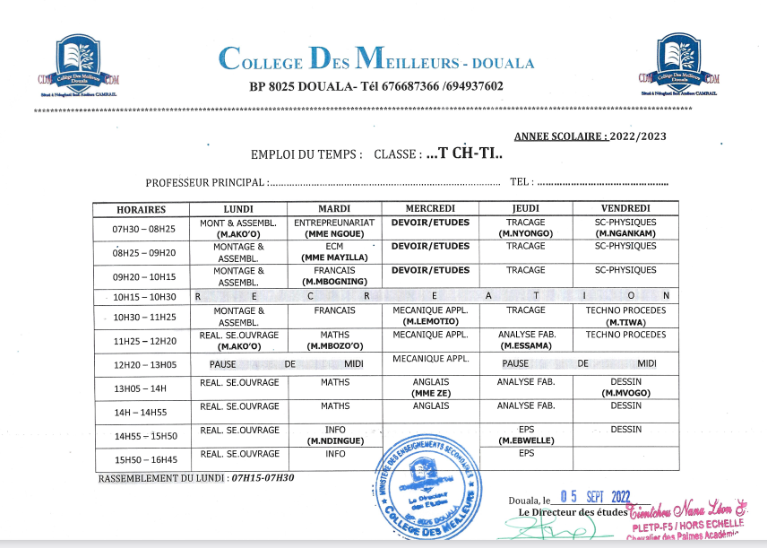 COLLEGE DES MEILLEURS - DOUALA
BP 8025 DOUALA- Tél 676687366 /694937602
College Des Meilleurs
Douala
CDM
College Des Meilleurs
Douala
CDM
ANNEE SCOLAIRE : 2022/2023
EMPLOI DU TEMPS : CLASSE : ...T CH-TI..
PROFESSEUR PRINCIPAL :........ TEL : ........
HORAIRES LUNDI MARDI MERCREDI JEUDI VENDREDI
07H30 – 08H25 MONT & ASSEMBL. ENTREPREUNARIAT DEVOIR/ETUDES TRACAGE SC-PHYSIQUES
(M.AKO'O) (MME NGOUE) (M.NYONGO) (M.NGANKAM)
08H25 – 09H20 MONTAGE & ECM DEVOIR/ETUDES TRACAGE SC-PHYSIQUES
ASSEMBL. (MME MAYILLA)
09H20 – 10H15 MONTAGE & FRANCAIS DEVOIR/ETUDES TRACAGE SC-PHYSIQUES
ASSEMBL. (M.MBOGNING)
10H15 – 10H30 R E C R E A T I O N
10H30 – 11H25 MONTAGE & FRANCAIS MECANIQUE APPL. TRACAGE TECHNO PROCEDES
ASSEMBL. (M.LEMOTIO) (M.TIWA)
11H25 – 12H20 REAL. SE.OUVRAGE MATHS MECANIQUE APPL. ANALYSE FAB. TECHNO PROCEDES
(M.AKO'O) (M.MBOZO'O) (M.ESSAMA)
12H20 – 13H05 PAUSE DE MIDI MECANIQUE APPL. PAUSE DE MIDI
13H05 – 14H REAL. SE.OUVRAGE MATHS ANGLAIS ANALYSE FAB. DESSIN
(MME ZE) (M.MVOGO)
14H – 14H55 REAL. SE.OUVRAGE MATHS ANGLAIS ANALYSE FAB. DESSIN
14H55 – 15H50 REAL. SE.OUVRAGE INFO EPS DESSIN
(M.NDINGUE) (M.EBWELLE)
15H50 – 16H45 REAL. SE.OUVRAGE INFO EPS
RASSEMBLEMENT DU LUNDI : 07H15-07H30
MINISTÈRE DES ENSEIGNEMENTS SECONDAIRES
Le Directeur
des Etudes
BP. 8025 DOUALA
COLLEGE DES MEILLEURS
Douala, le 05 SEPT 2022
Le Directeur des études
Nana Léon
PLETP-F5 / HORS ECHELLE
Chevalier des Palmes Académic